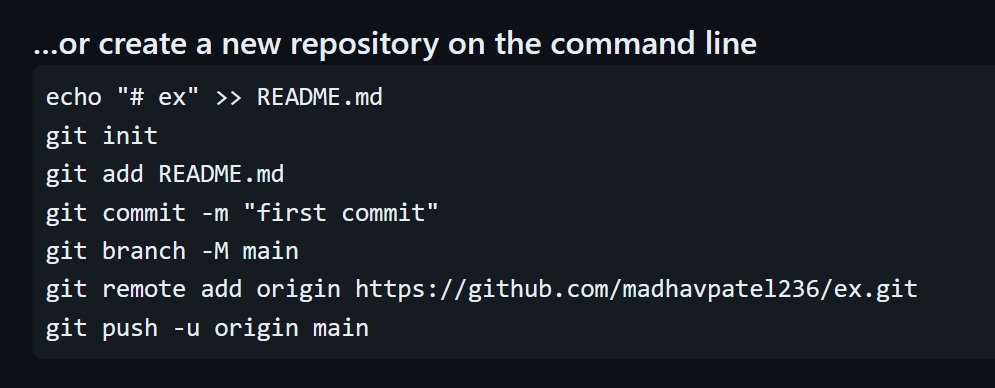 ...or create a new repository on the command line
echo "# ex" >> README.md
git init
git add README.md
git commit -m "first commit"
git branch -M main
git remote add origin https://github.com/madhavpatel236/ex.git
git push -u origin main